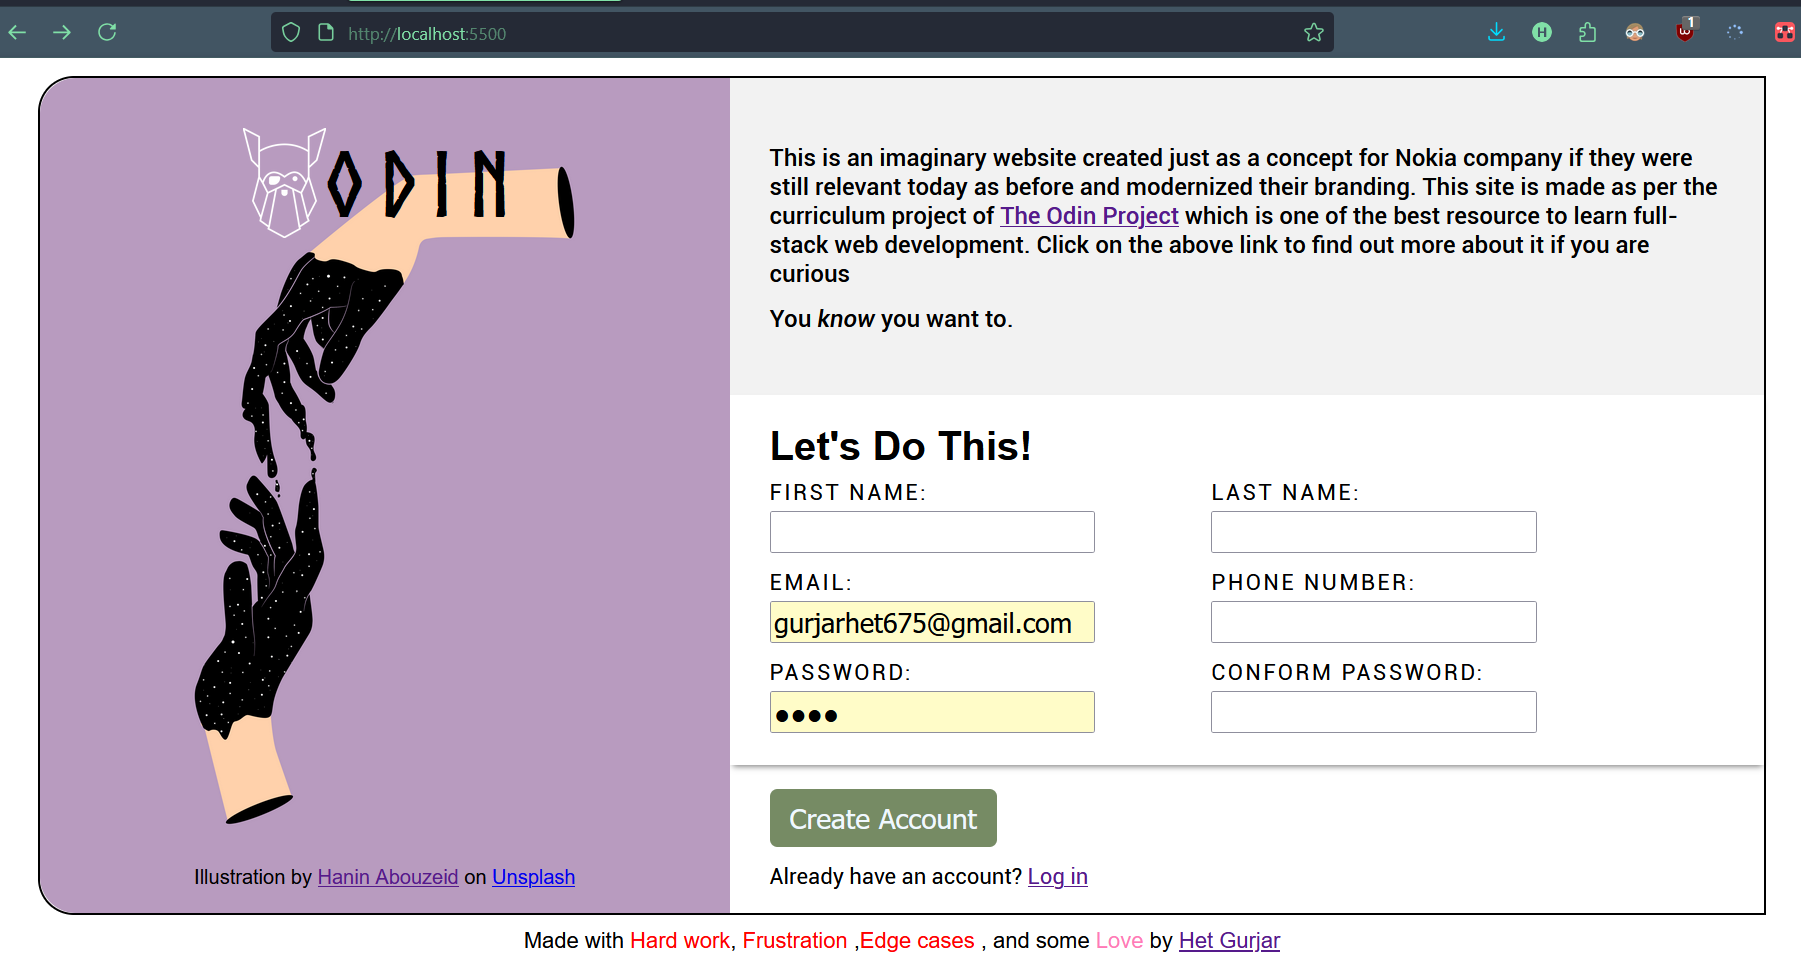 http://localhost:5500
1
H
ODIN
This is an imaginary website created just as a concept for Nokia company if they were
still relevant today as before and modernized their branding. This site is made as per the
curriculum project of The Odin Project which is one of the best resource to learn full-
stack web development. Click on the above link to find out more about it if you are
curious
You know you want to.
Let's Do This!
FIRST NAME:
LAST NAME:
EMAIL:
PHONE NUMBER:
gurjarhet675@gmail.com
PASSWORD:
CONFORM PASSWORD:
••••
Create Account
Already have an account? Log in
Illustration by Hanin Abouzeid on Unsplash
Made with Hard work, Frustration ,Edge cases , and some Love by Het Gurjar